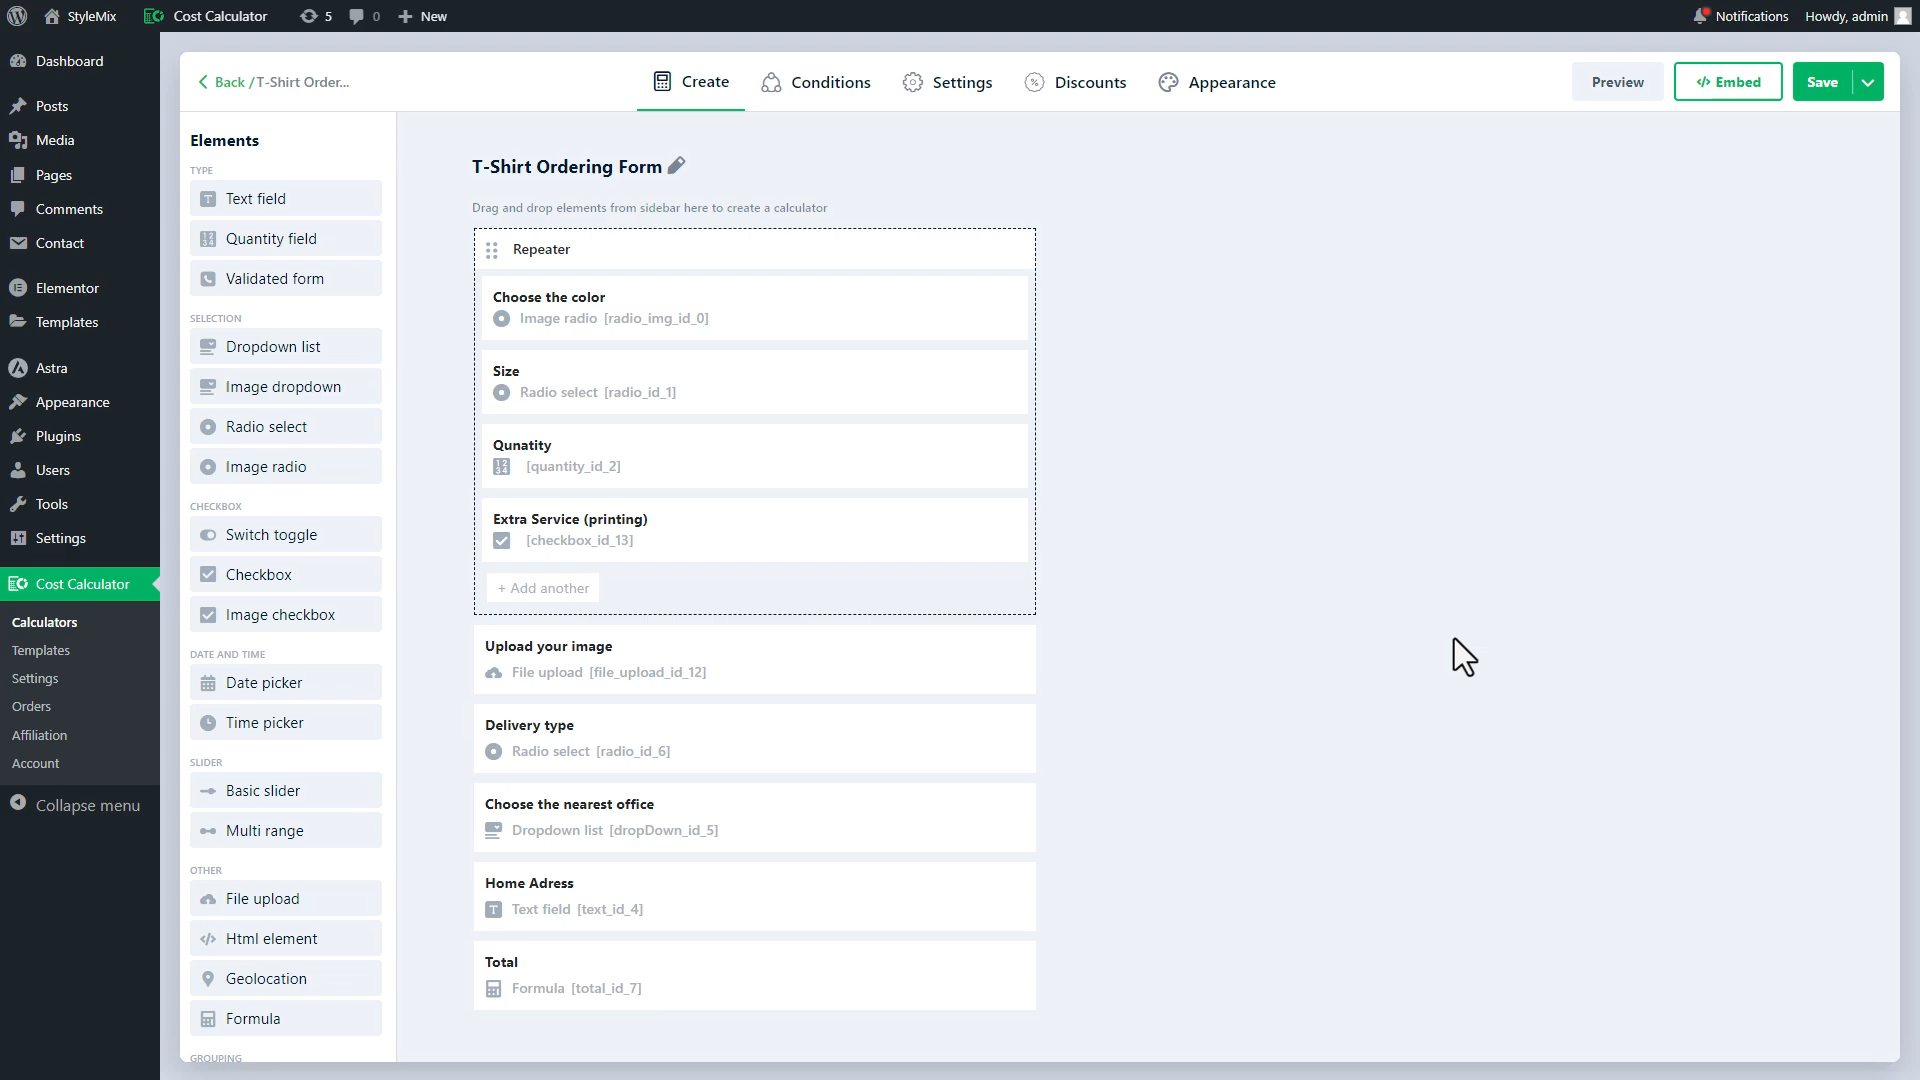 StyleMix
Cost Calculator
5
0
New
Notifications
Howdy, admin
Dashboard
Posts
Media
Pages
Comments
Contact
Elementor
Templates
Astra
Appearance
Plugins
Users
Tools
Settings
Cost Calculator
Calculators
Templates
Settings
Orders
Affiliation
Account
Collapse menu
Back /T-Shirt Order...
Create
Conditions
Settings
Discounts
Appearance
Preview
Embed
Save
Elements
TYPE
Text field
Quantity field
Validated form
SELECTION
Dropdown list
Image dropdown
Radio select
Image radio
CHECKBOX
Switch toggle
Checkbox
Image checkbox
DATE AND TIME
Date picker
Time picker
SLIDER
Basic slider
Multi range
OTHER
File upload
Html element
Geolocation
Formula
GROUPING
T-Shirt Ordering Form
Drag and drop elements from sidebar here to create a calculator
Repeater
Choose the color
Image radio [radio_img_id_0]
Size
Radio select [radio_id_1]
Qunatity
[quantity_id_2]
Extra Service (printing)
[checkbox_id_13]
+ Add another
Upload your image
File upload [file_upload_id_12]
Delivery type
Radio select [radio_id_6]
Choose the nearest office
Dropdown list [dropDown_id_5]
Home Adress
Text field [text_id_4]
Total
Formula [total_id_7]